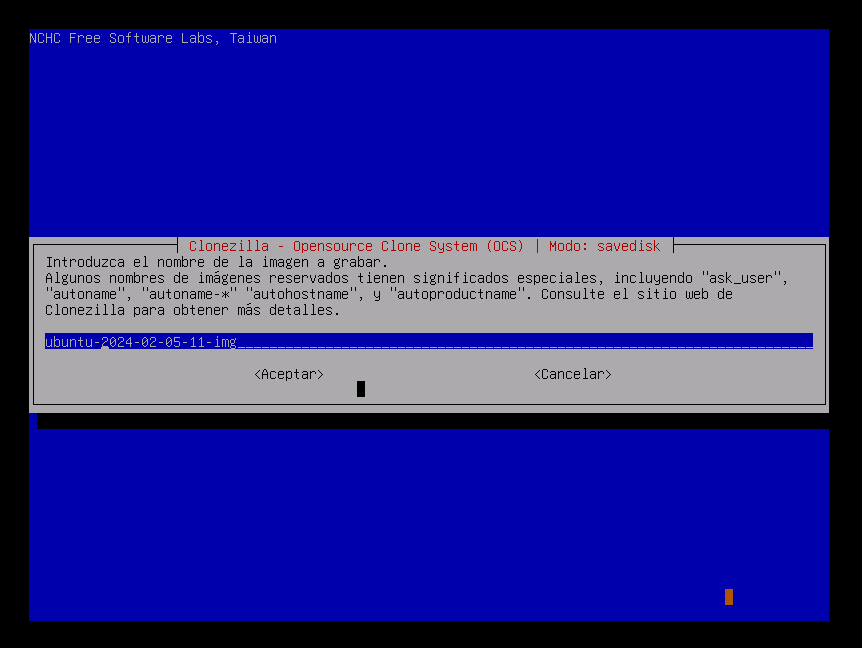 NCHC Free Software Labs, Taiwan
Clonezilla - Opensource Clone System (OCS) | Modo: savedisk
Introduzca el nombre de la imagen a grabar.
Algunos nombres de imágenes reservados tienen significados especiales, incluyendo "ask_user",
"autoname", "autoname-*" "autohostname", y "autoproductname". Consulte el sitio web de
Clonezilla para obtener más detalles.
ubuntu-2024-02-05-11-img
<Aceptar> <Cancelar>